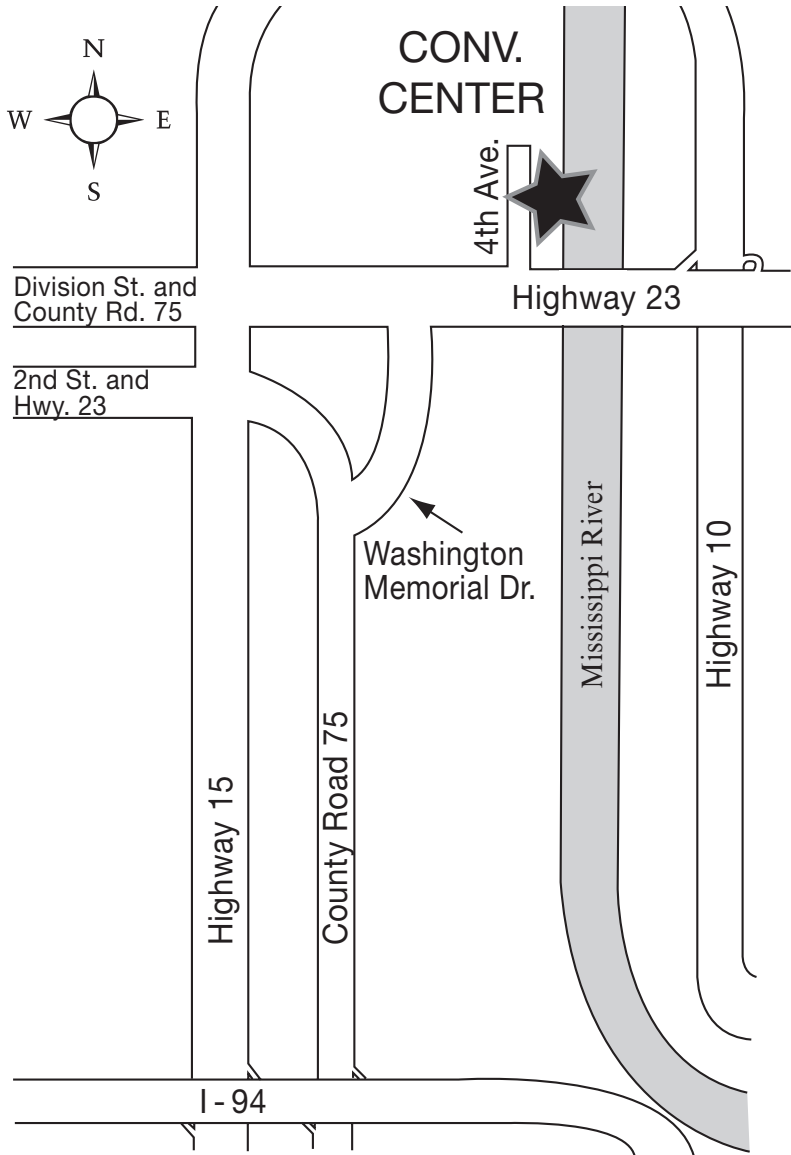 CONV.
CENTER
N
W
E
S
4th Ave.
Division St. and
County Rd. 75
Highway 23
2nd St. and
Hwy. 23
Washington
Memorial Dr.
Mississippi River
Highway 10
County Road 75
Highway 15
I-94